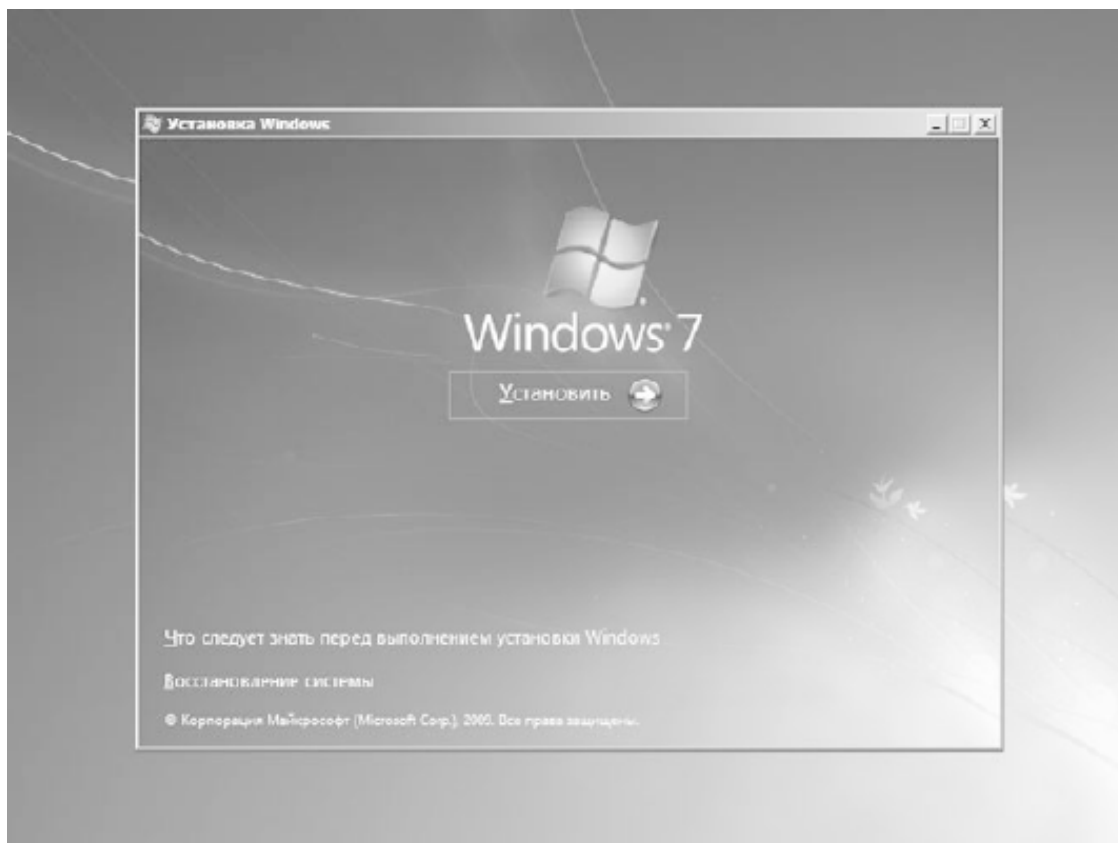 Установка Windows
Windows 7
Установить
Что следует знать перед выполнением установки Windows
Восстановление системы
© Корпорация Майкрософт (Microsoft Corp.), 2009. Все права защищены.